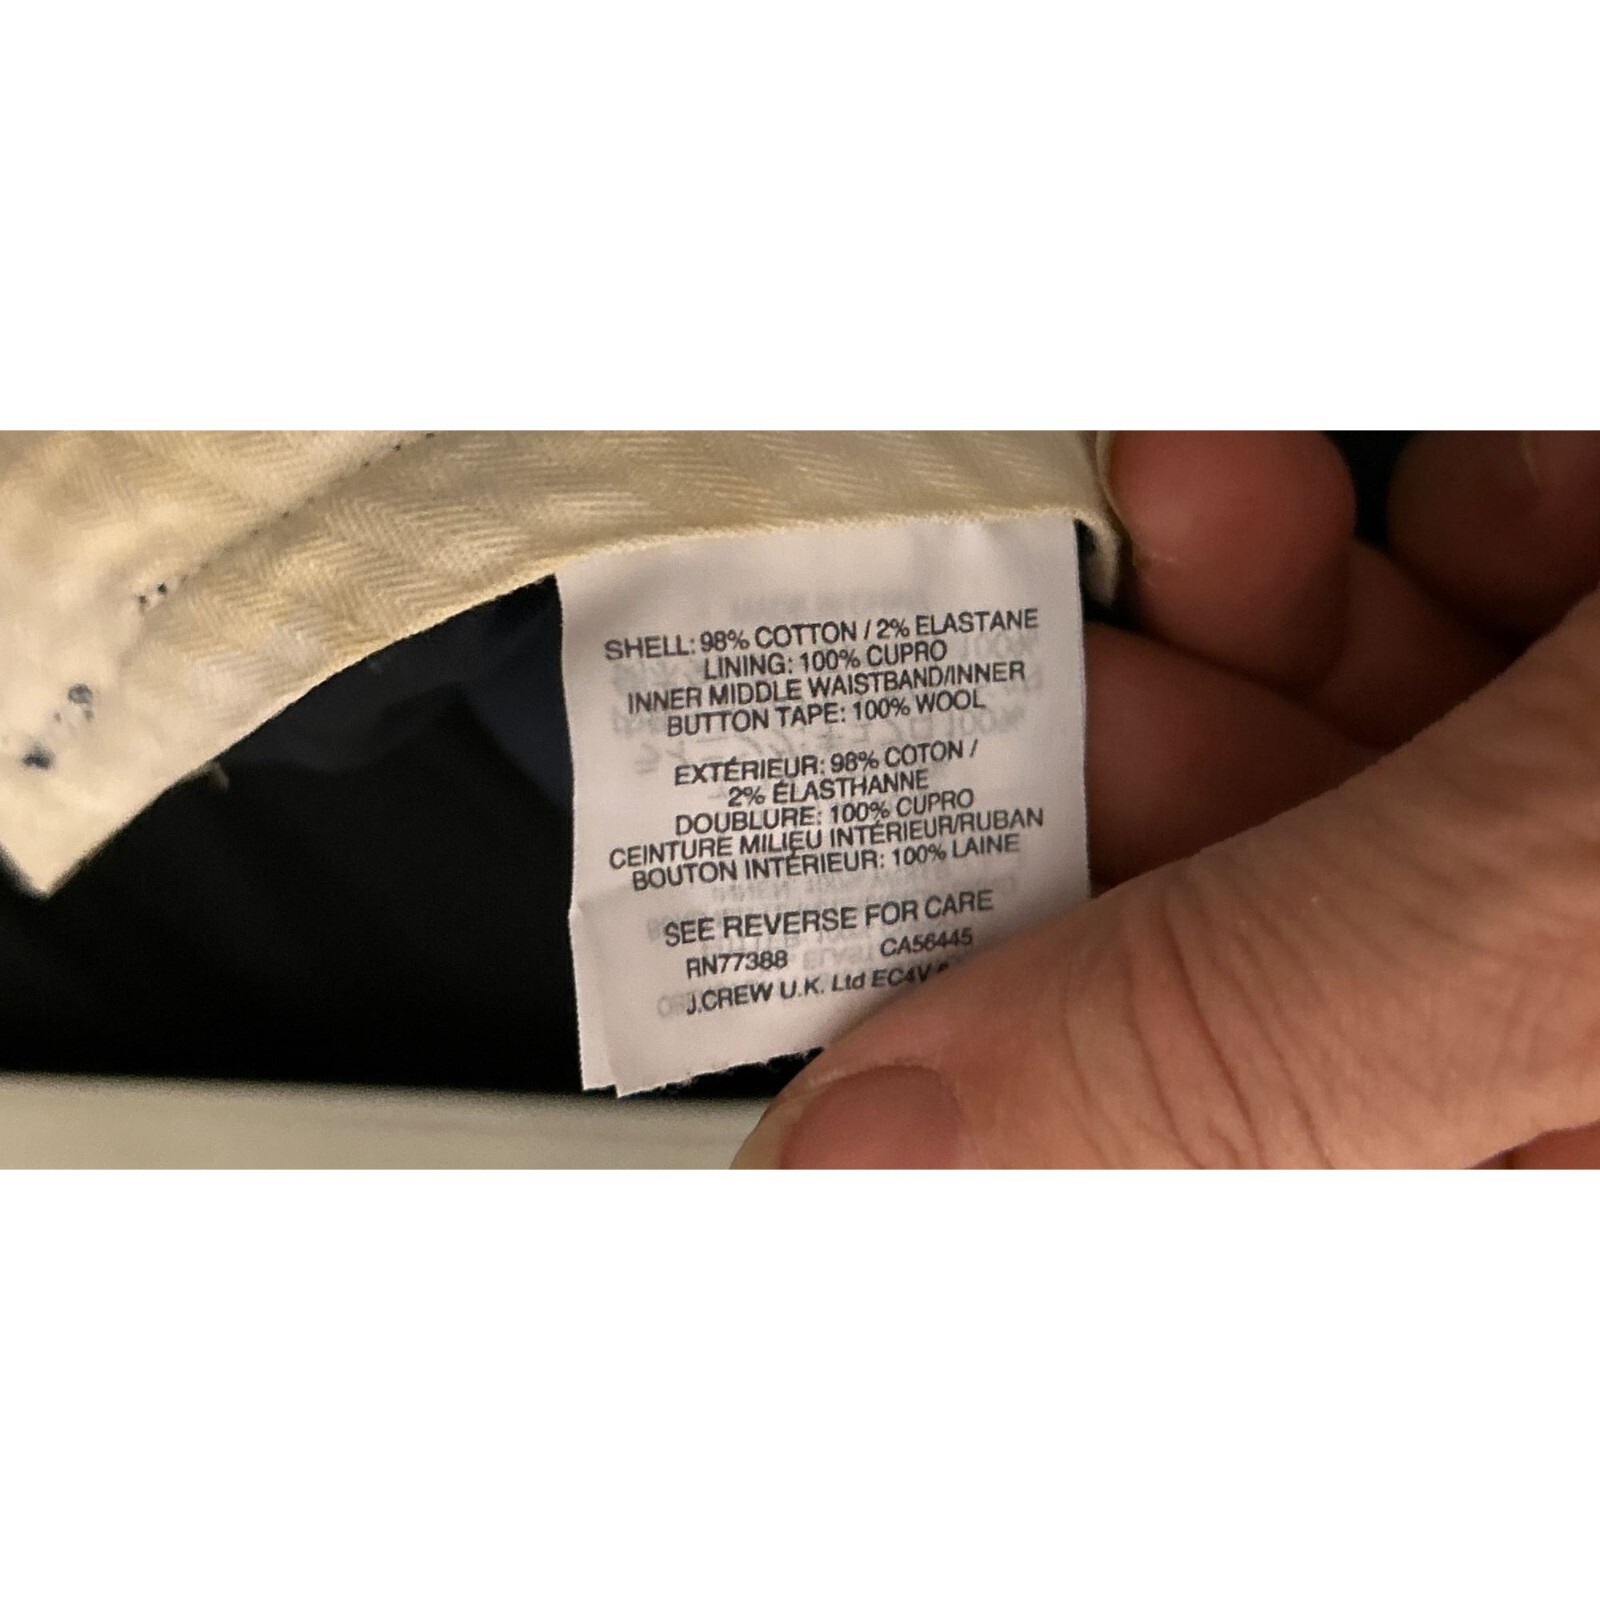 SHELL: 98% COTTON / 2% ELASTANE
LINING: 100% CUPRO
INNER MIDDLE WAISTBAND/INNER
BUTTON TAPE: 100% WOOL
EXTÉRIEUR: 98% COTON /
2% ÉLASTHANNE
DOUBLURE: 100% CUPRO
CEINTURE MILIEU INTÉRIEUR/RUBAN
BOUTON INTÉRIEUR: 100% LAINE
SEE REVERSE FOR CARE
RN77388 CA56445
J.CREW U.K. Ltd EC4V